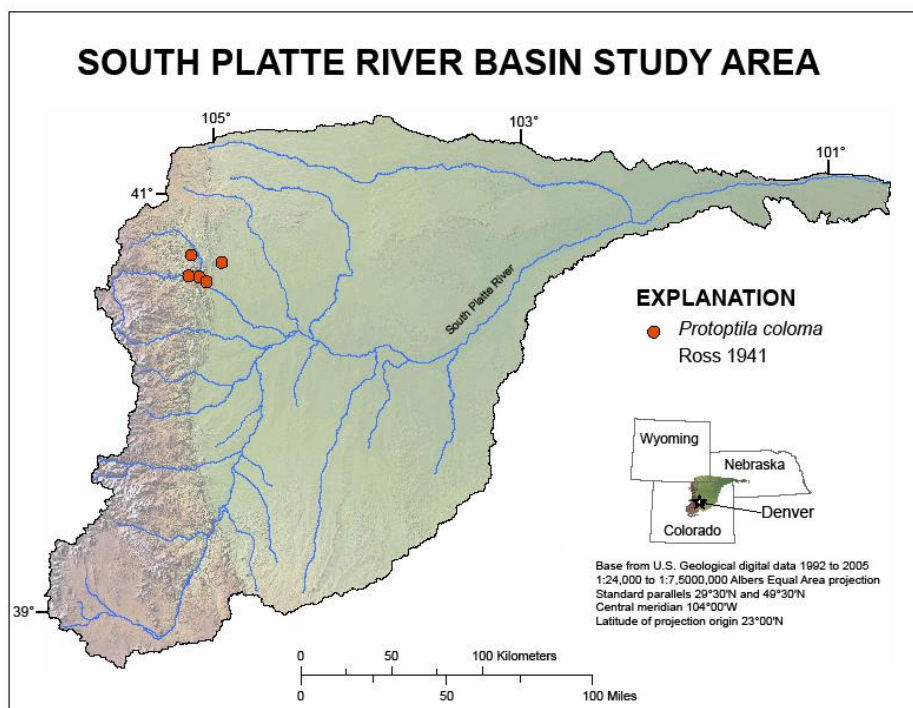 SOUTH PLATTE RIVER BASIN STUDY AREA
105°
103°
101°
41°
South Platte River
EXPLANATION
Protoptila coloma
Ross 1941
Wyoming
Nebraska
Denver
Colorado
Base from U.S. Geological digital data 1992 to 2005
1:24,000 to 1:7,5000,000 Albers Equal Area projection
Standard parallels 29°30'N and 49°30'N
Central meridian 104°00'W
Latitude of projection origin 23°00'N
39°
0 50 100 Kilometers
0 50 100 Miles